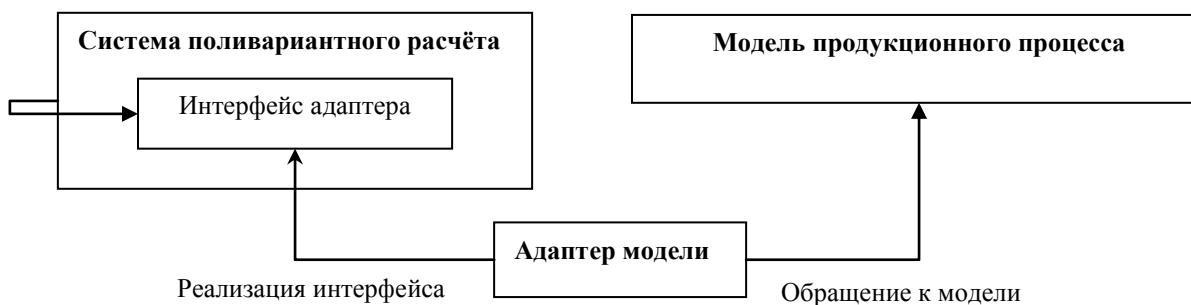 Система поливариантного расчёта
Модель продукционного процесса
Интерфейс адаптера
Адаптер модели
Реализация интерфейса
Обращение к модели